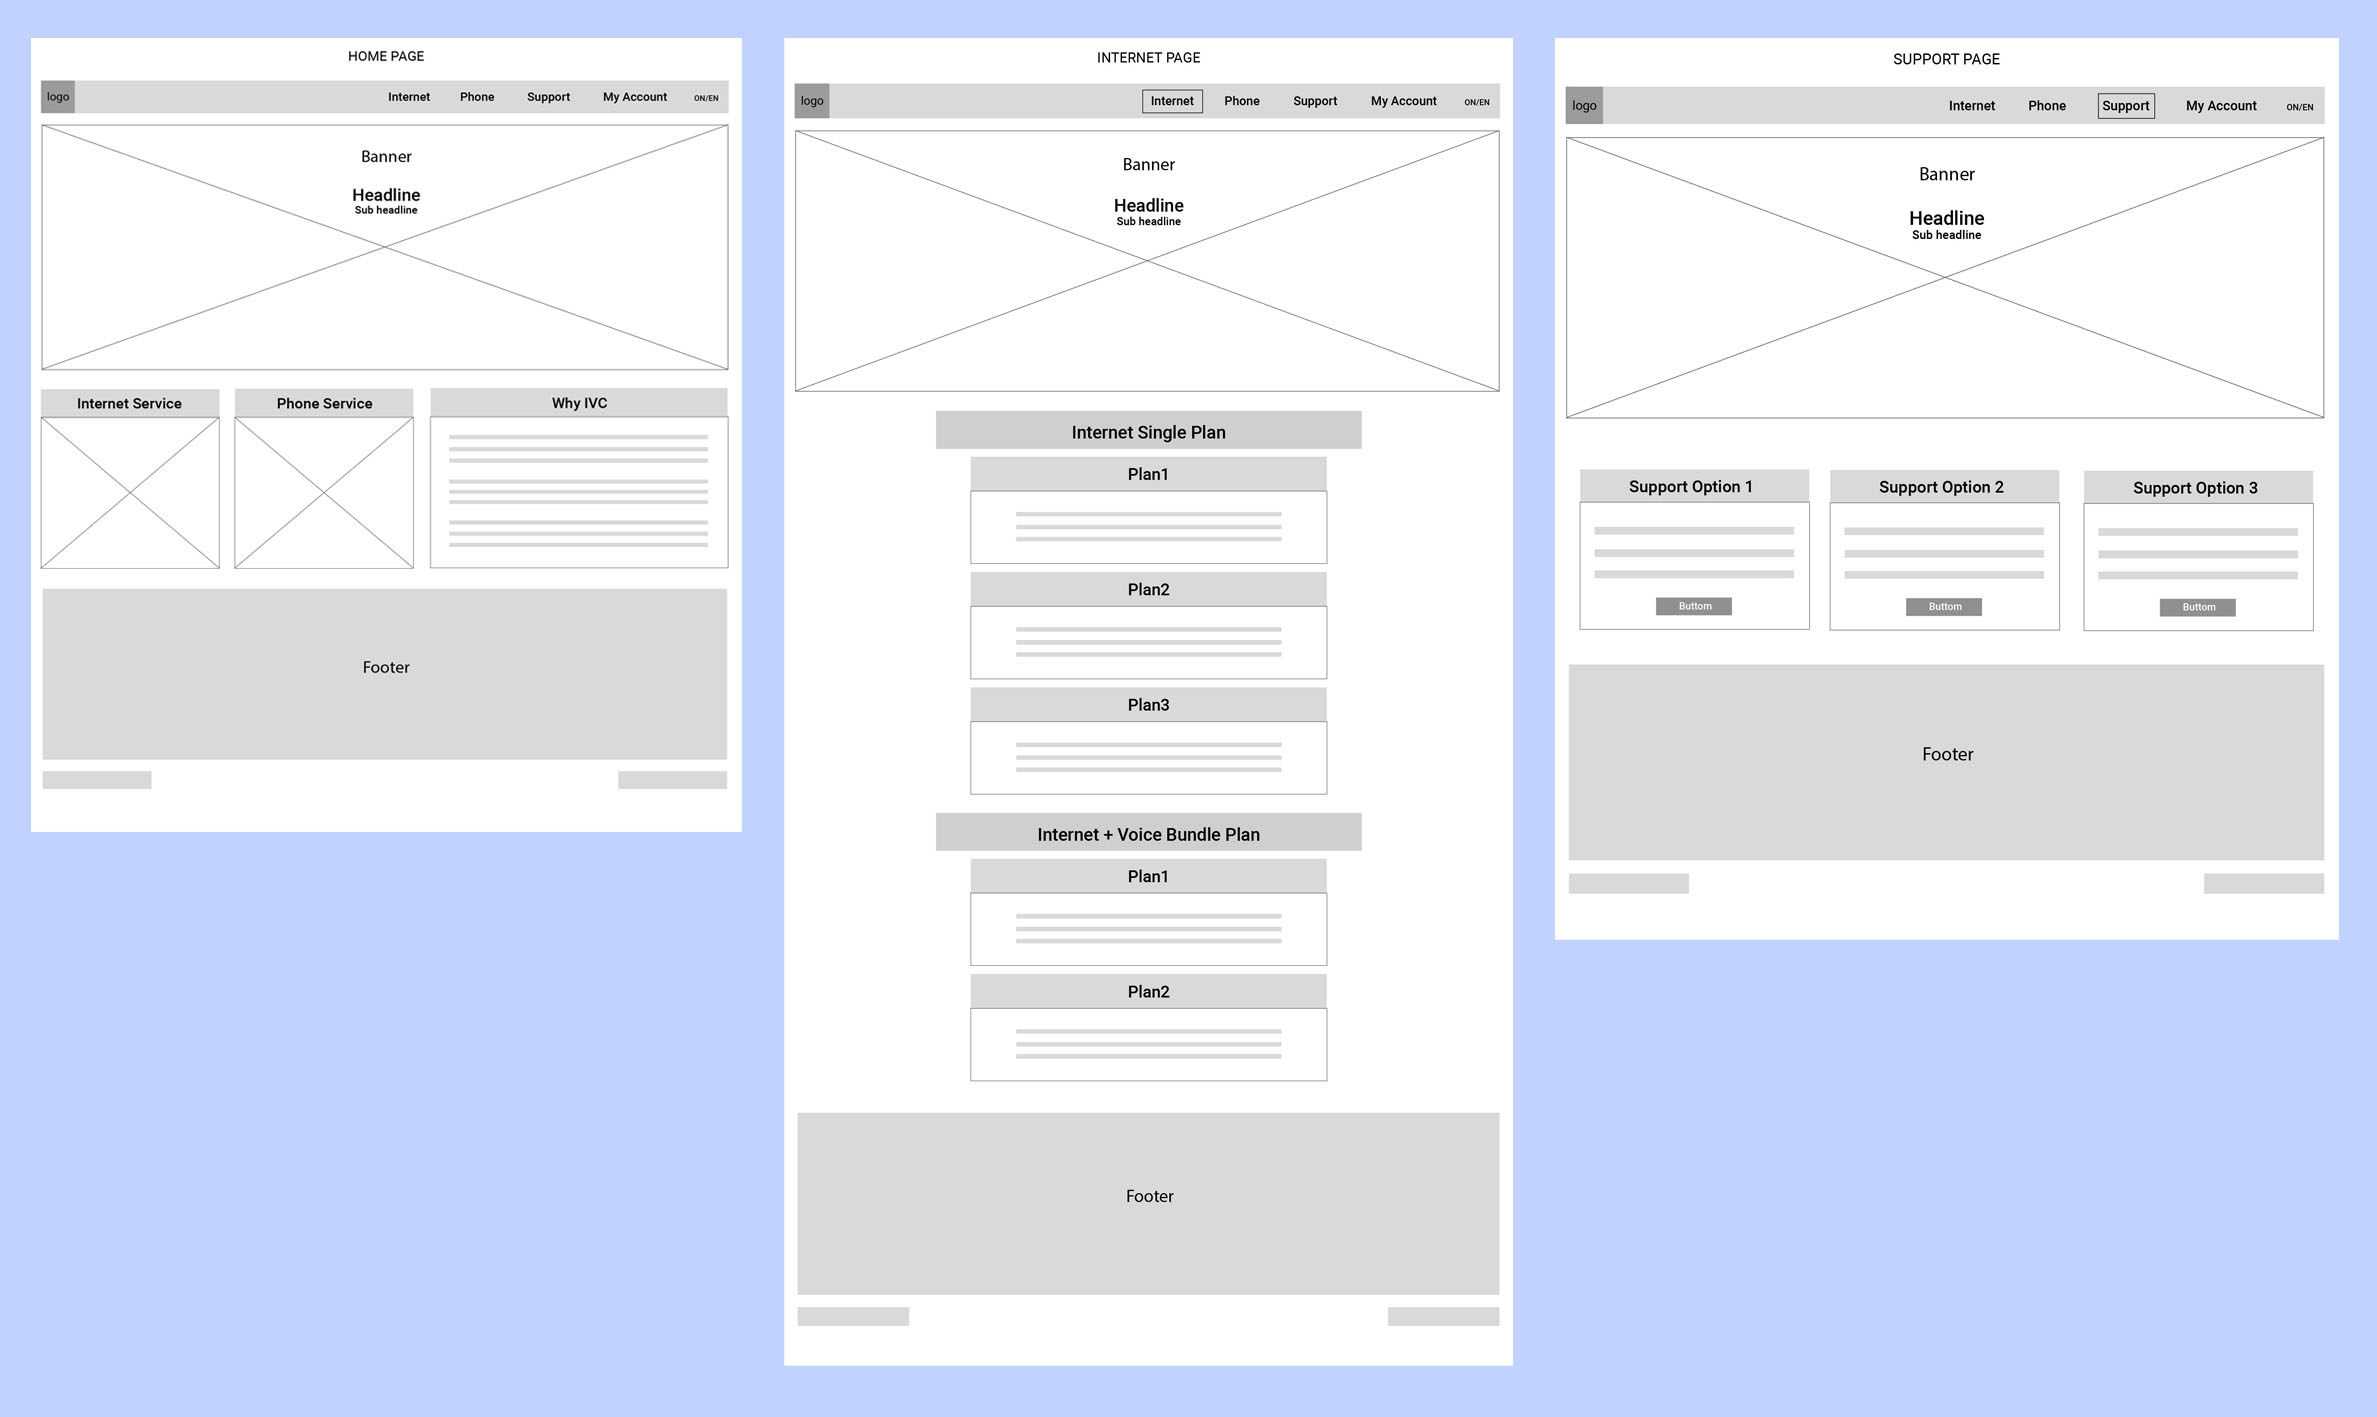 HOME PAGE
logo Internet Phone Support My Account ON/EN
Banner
Headline
Sub headline
Internet Service Phone Service Why IVC
Footer
INTERNET PAGE
logo Internet Phone Support My Account ON/EN
Banner
Headline
Sub headline
Internet Single Plan
Plan1
Plan2
Plan3
Internet + Voice Bundle Plan
Plan1
Plan2
Footer
SUPPORT PAGE
logo Internet Phone Support My Account ON/EN
Banner
Headline
Sub headline
Support Option 1 Support Option 2 Support Option 3
Buttom Buttom Buttom
Footer